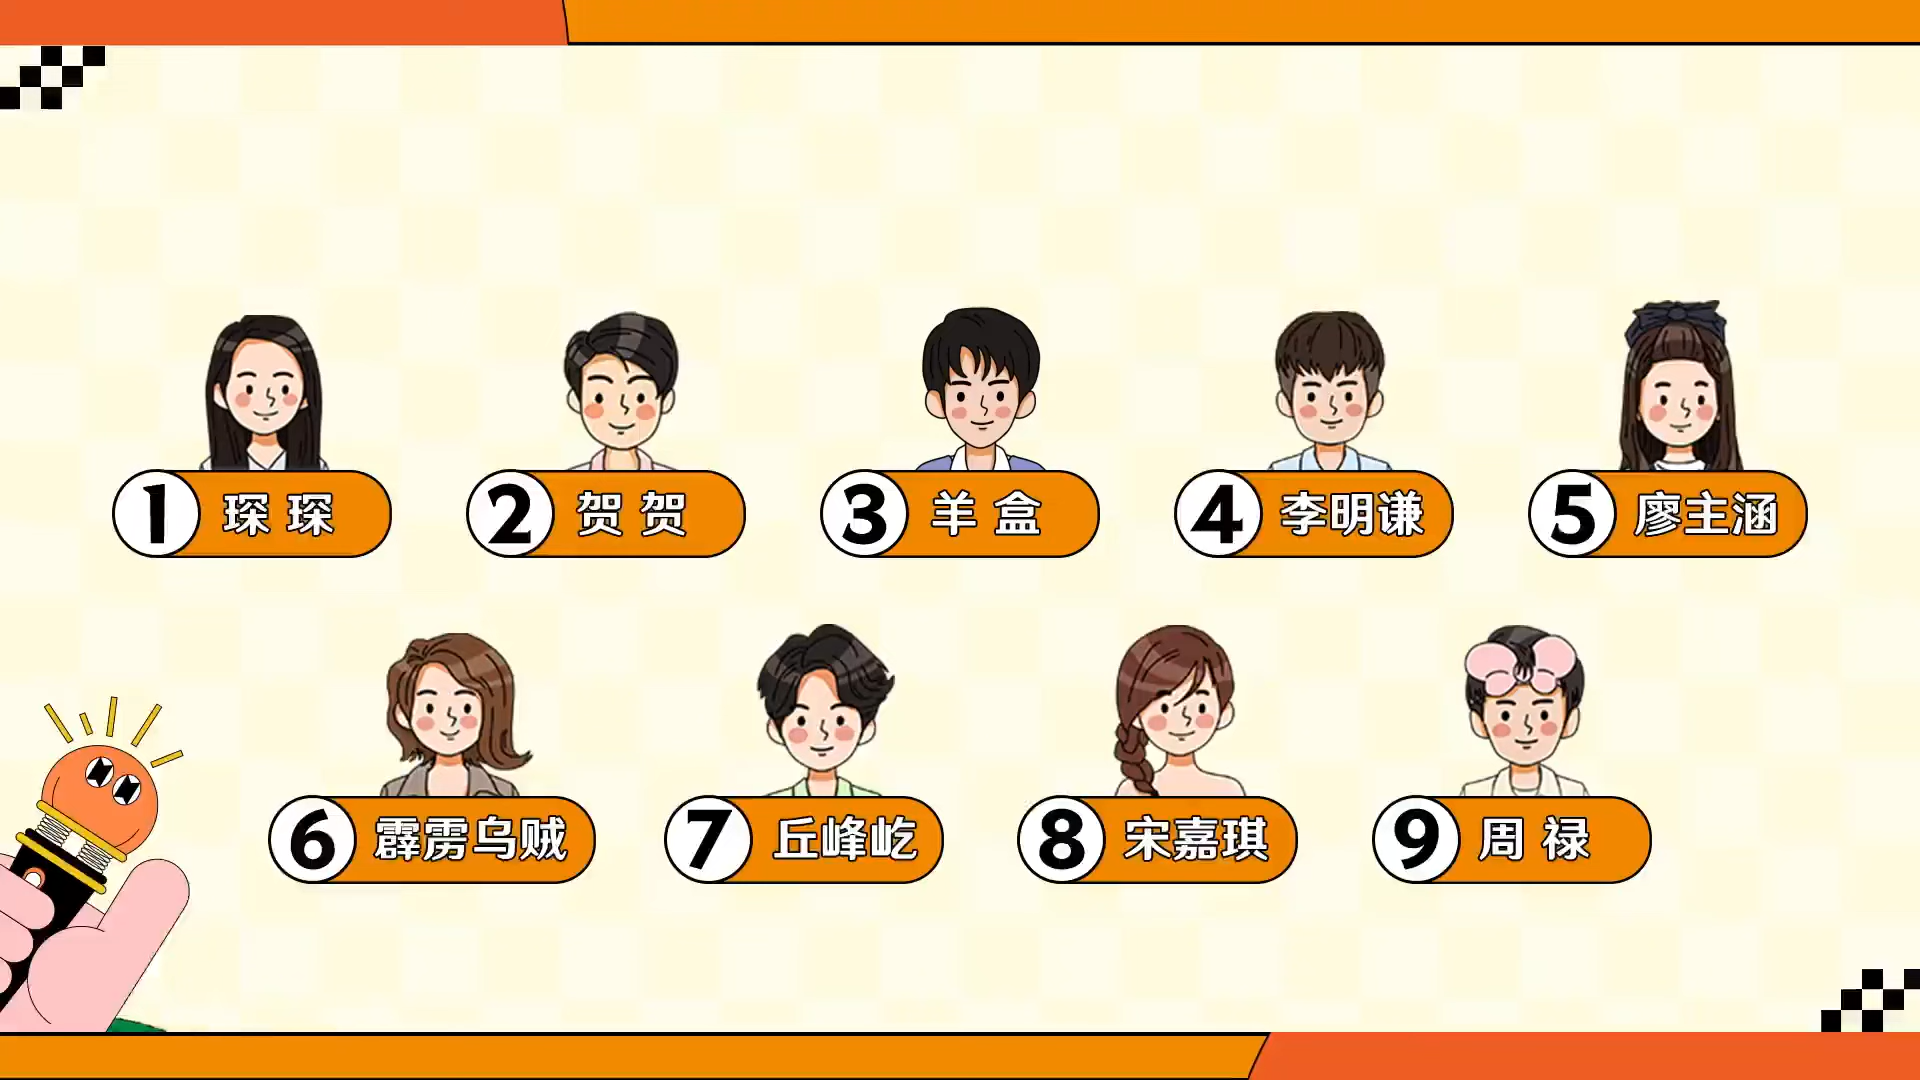 1 琛琛
2 贺贺
3 羊盒
4 李明谦
5 廖主涵
6 霹雳乌贼
7 丘峰屹
8 宋嘉琪
9 周禄